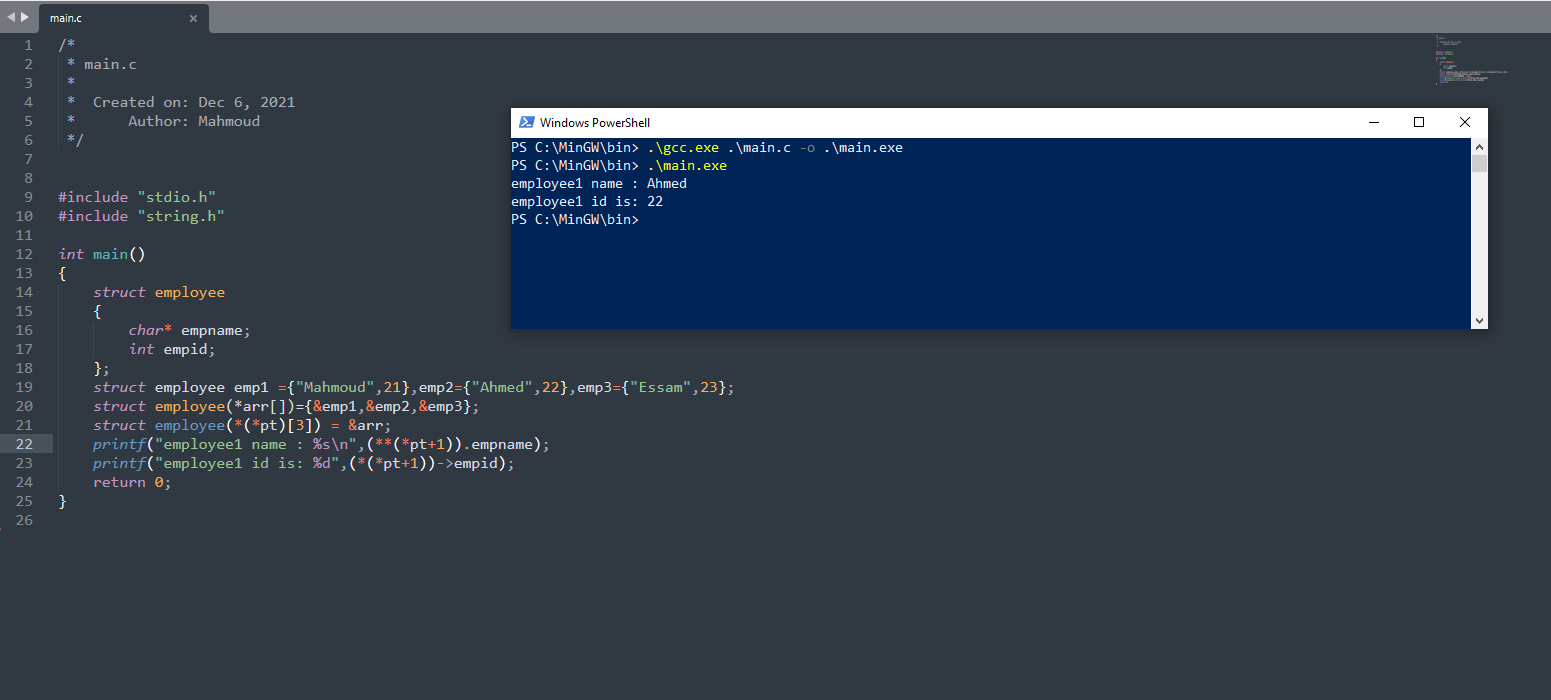 main.c
1 /*
2  * main.c
3  *
4  *  Created on: Dec 6, 2021
5  *      Author: Mahmoud
6  */
7
8
9 #include "stdio.h"
10 #include "string.h"
11
12 int main()
13 {
14     struct employee
15     {
16         char* empname;
17         int empid;
18     };
19     struct employee emp1 ={"Mahmoud",21},emp2={"Ahmed",22},emp3={"Essam",23};
20     struct employee(*arr[])={&emp1,&emp2,&emp3};
21     struct employee(*(*pt)[3]) = &arr;
22     printf("employee1 name : %s\n",(**(*pt+1)).empname);
23     printf("employee1 id is: %d",(*(*pt+1))->empid);
24     return 0;
25 }
26
Windows PowerShell
PS C:\MinGW\bin> .\gcc.exe .\main.c -o .\main.exe
PS C:\MinGW\bin> .\main.exe
employee1 name : Ahmed
employee1 id is: 22
PS C:\MinGW\bin>